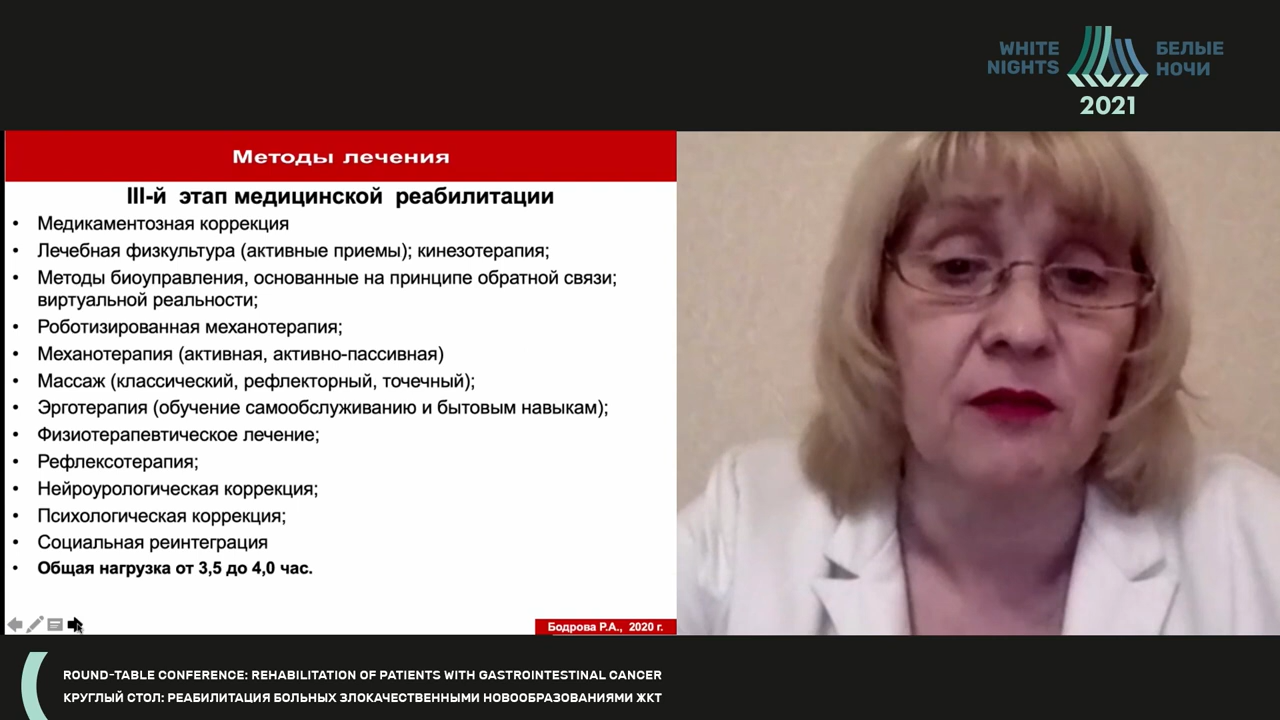 WHITE
NIGHTS
БЕЛЫЕ
НОЧИ
2021
Методы лечения
III-й этап медицинской реабилитации
• Медикаментозная коррекция
• Лечебная физкультура (активные приемы); кинезотерапия;
• Методы биоуправления, основанные на принципе обратной связи;
виртуальной реальности;
• Роботизированная механотерапия;
• Механотерапия (активная, активно-пассивная)
• Массаж (классический, рефлекторный, точечный);
• Эрготерапия (обучение самообслуживанию и бытовым навыкам);
• Физиотерапевтическое лечение;
• Рефлексотерапия;
• Нейроурологическая коррекция;
• Психологическая коррекция;
• Социальная реинтеграция
• Общая нагрузка от 3,5 до 4,0 час.
Бодрова Р.А., 2020 г.
ROUND-TABLE CONFERENCE: REHABILITATION OF PATIENTS WITH GASTROINTESTINAL CANCER
КРУГЛЫЙ СТОЛ: РЕАБИЛИТАЦИЯ БОЛЬНЫХ ЗЛОКАЧЕСТВЕННЫМИ НОВООБРАЗОВАНИЯМИ ЖКТ